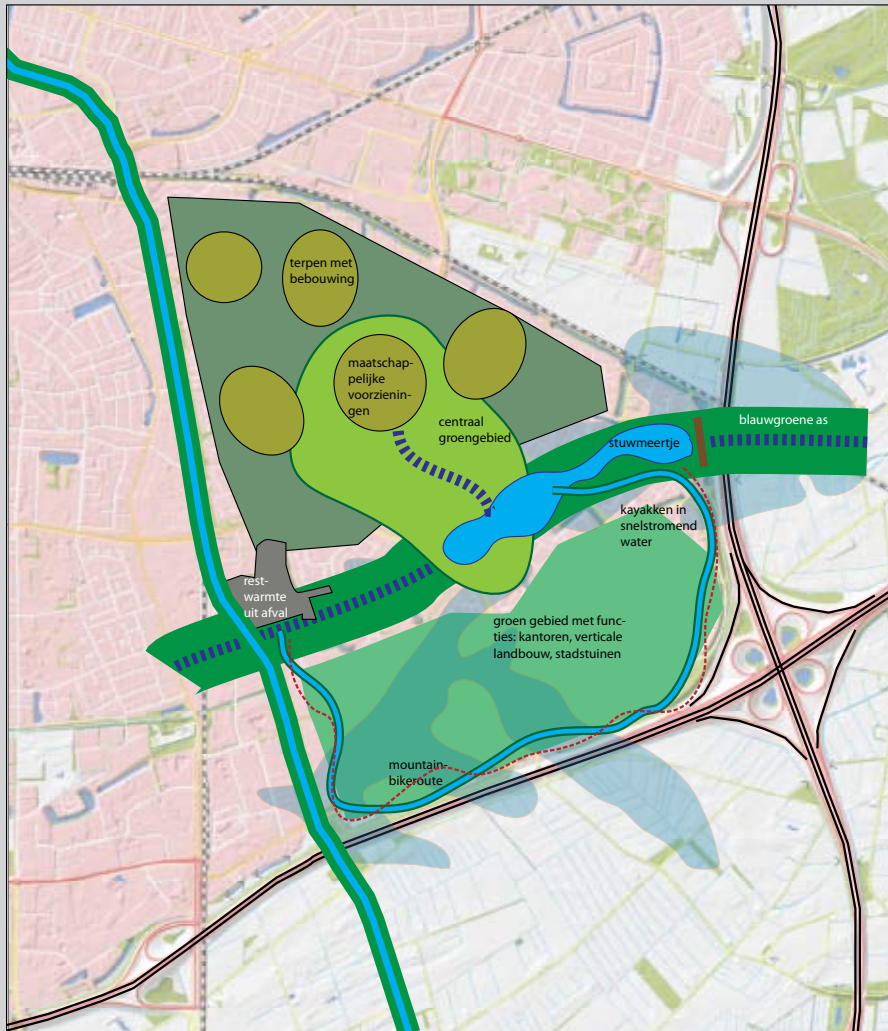 terpen met
bebouwing
maatschap-
pelijke
voorzienin-
gen
centraal
groengebied
blauwgroene as
stuwmeertje
kayakken in
snelstromend
water
rest-
warmte
uit afval
groen gebied met func-
ties: kantoren, verticale
landbouw, stadstuinen
mountain-
bikeroute